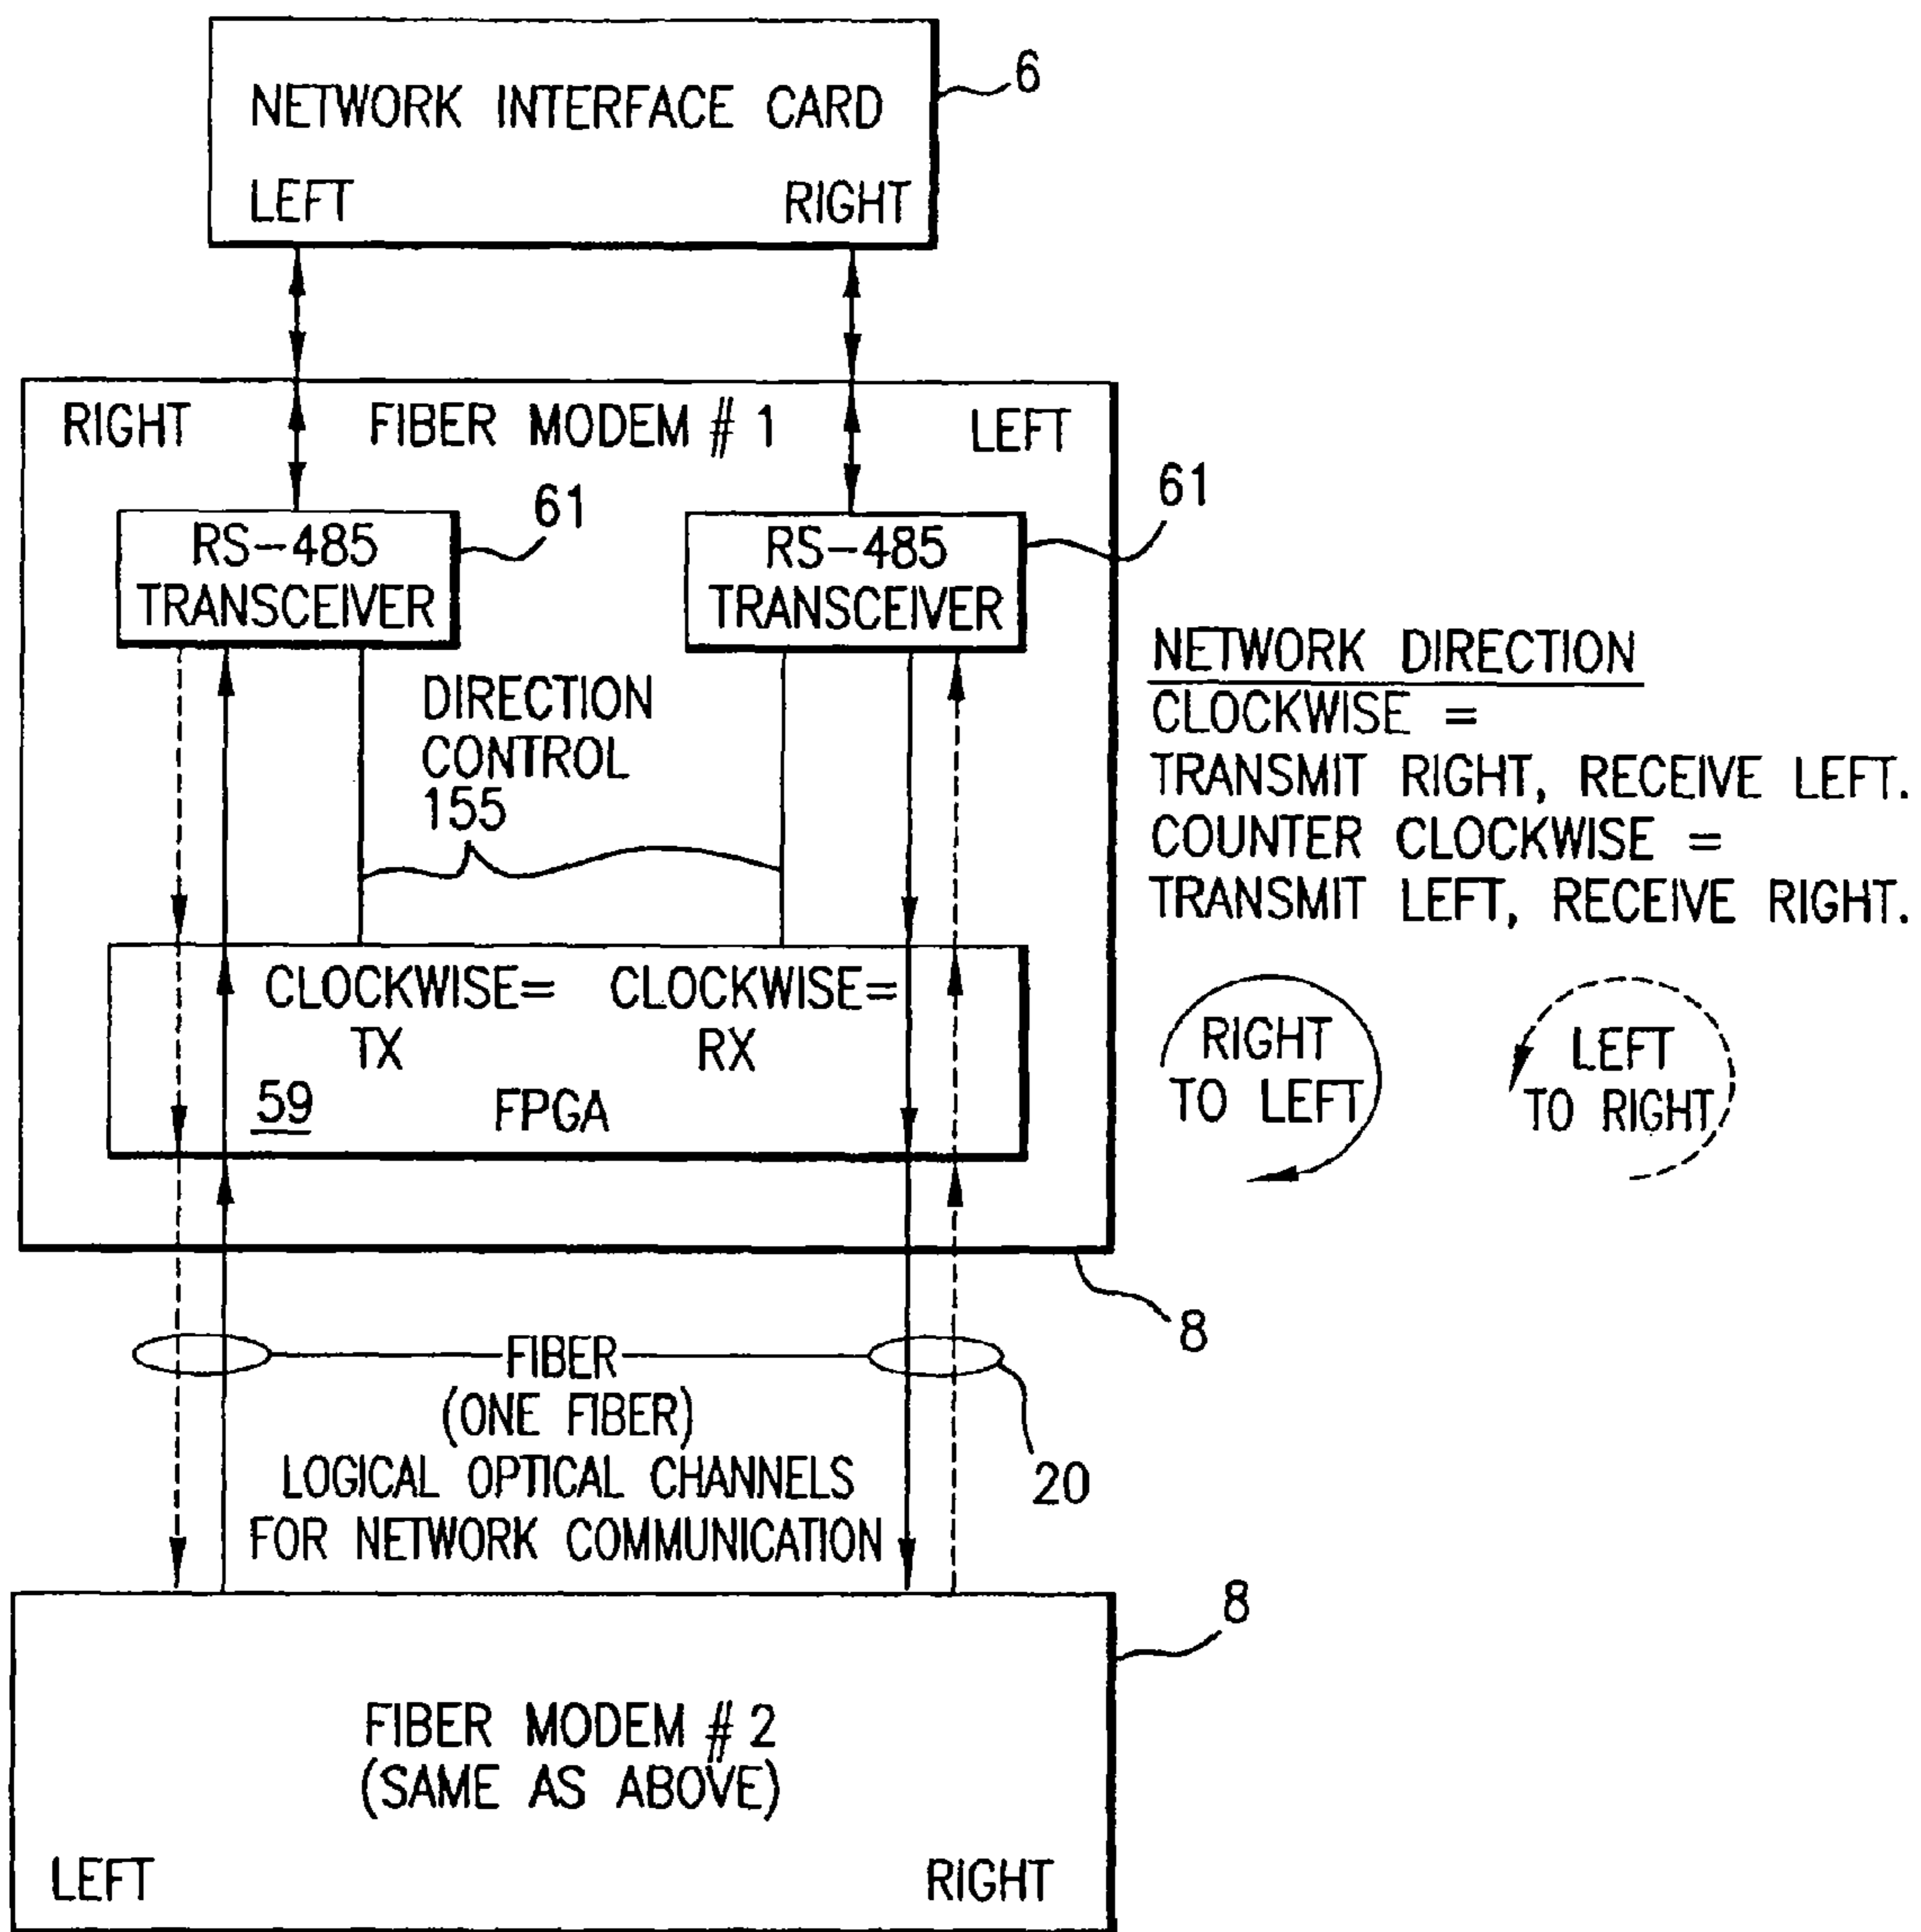 NETWORK INTERFACE CARD
LEFT RIGHT
6
RIGHT FIBER MODEM # 1 LEFT
RS-485
TRANSCEIVER
61
RS-485
TRANSCEIVER
61
DIRECTION
CONTROL
155
NETWORK DIRECTION
CLOCKWISE =
TRANSMIT RIGHT, RECEIVE LEFT.
COUNTER CLOCKWISE =
TRANSMIT LEFT, RECEIVE RIGHT.
CLOCKWISE=
TX
CLOCKWISE=
RX
59 FPGA
RIGHT
TO LEFT
LEFT
TO RIGHT
8
FIBER
(ONE FIBER)
LOGICAL OPTICAL CHANNELS
FOR NETWORK COMMUNICATION
20
8
FIBER MODEM # 2
(SAME AS ABOVE)
LEFT RIGHT